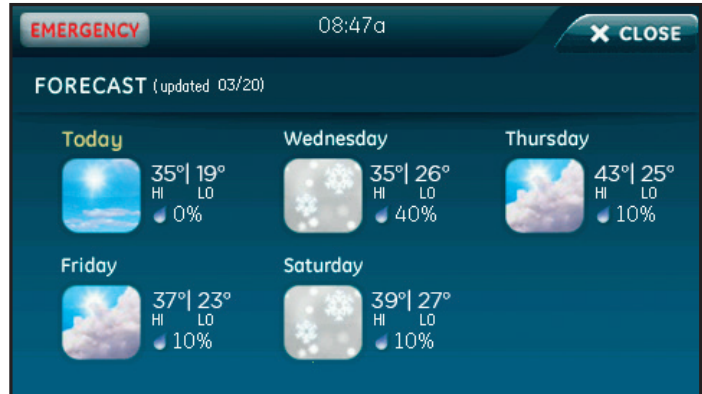 EMERGENCY 08:47a X CLOSE
FORECAST (updated 03/20)
Today Wednesday Thursday
35°| 19° 35°| 26° 43°| 25°
HI LO HI LO HI LO
0% 40% 10%
Friday Saturday
37°| 23° 39°| 27°
HI LO HI LO
10% 10%